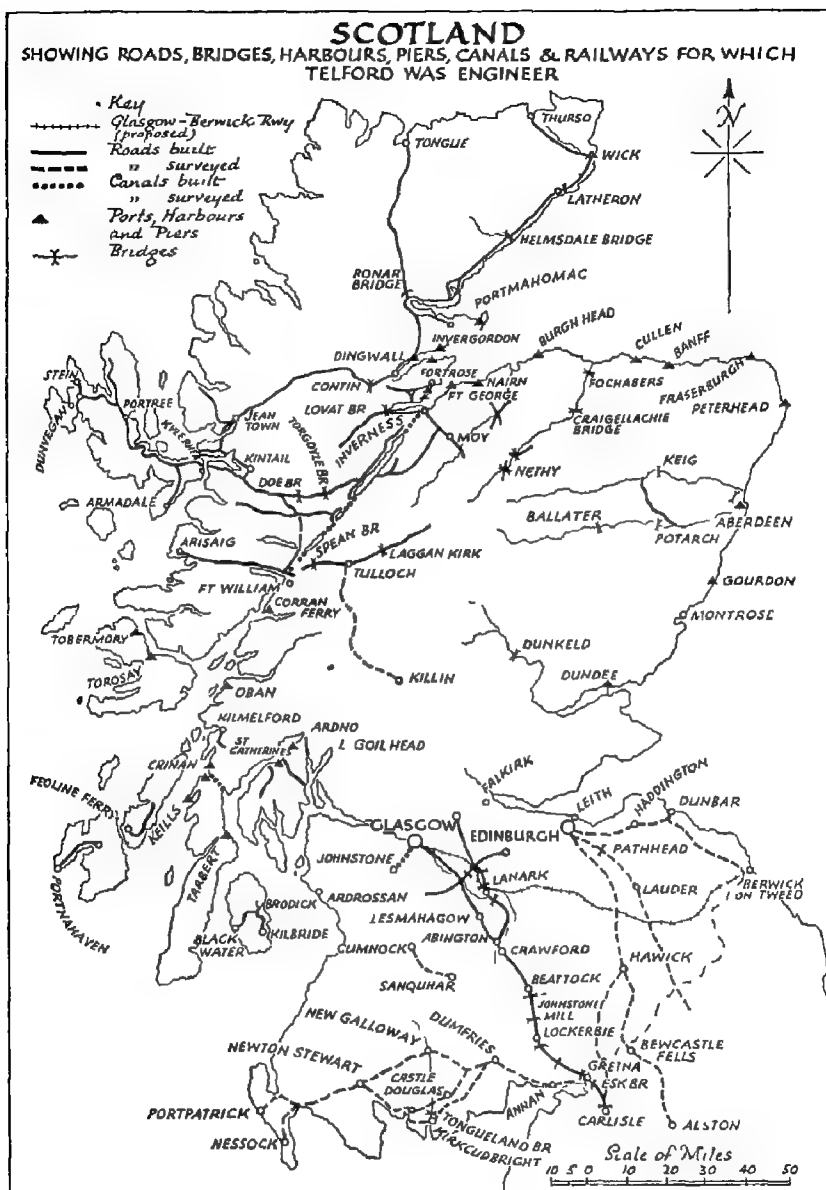 SCOTLAND
SHOWING ROADS, BRIDGES, HARBOURS, PIERS, CANALS & RAILWAYS FOR WHICH
TELFORD WAS ENGINEER
Key
Glasgow-Berwick Rwy
(proposed)
Roads built
" surveyed
Canals built
" surveyed
Ports, Harbours
and Piers
Bridges
N
THURSO
TONGUE
WICK
LATHERON
HELMSDALE BRIDGE
RONAR
BRIDGE
PORTMAHOMAC
INVERGORDON
DINGWALL
BURGH HEAD
CULLEN
BANFF
FORTROSE
NAIRN
FT GEORGE
FOCHABERS
FRASERBURGH
PETERHEAD
CONTIN
LOVAT BR
STEIN
DUNVEGAN
PORTREE
JEAN
TOWN
KINTAIL
TORGOYLE BR
INVERNESS
MOY
CRAIGELLACHIE
BRIDGE
NETHY
KEIG
DOE BR
ARMADALE
BALLATER
POTARCH
ABERDEEN
ARISAIG
SPEAN BR
LAGGAN KIRK
TULLOCH
FT WILLIAM
CORRAN
FERRY
GOURDON
MONTROSE
TOBERMORY
TOROSAY
DUNKELD
KILLIN
DUNDEE
OBAN
KILMELFORD
ARDNO
ST
CATHERINES
L GOIL HEAD
CRINAN
FEOLINE FERRY
KEILLS
FALKIRK
LEITH
HADDINGTON
DUNBAR
GLASGOW
EDINBURGH
PATHHEAD
JOHNSTONE
LANARK
TARBERT
BERWICK
ON TWEED
LAUDER
PORTNAHAVEN
ARDROSSAN
BRODICK
LESMAHAGOW
BLACK
WATER
KILBRIDE
ABINGTON
CRAWFORD
CUMNOCK
HAWICK
SANQUHAR
BEATTOCK
JOHNSTONE
MILL
NEW GALLOWAY
DUMFRIES
LOCKERBIE
BEWCASTLE
FELLS
NEWTON STEWART
GRETNA
CASTLE
DOUGLAS
ESK BR
ANNAN
PORTPATRICK
CARLISLE
ALSTON
TONGUELAND BR
KIRKCUDBRIGHT
NESSOCK
Scale of Miles
10 5 0 10 20 30 40 50